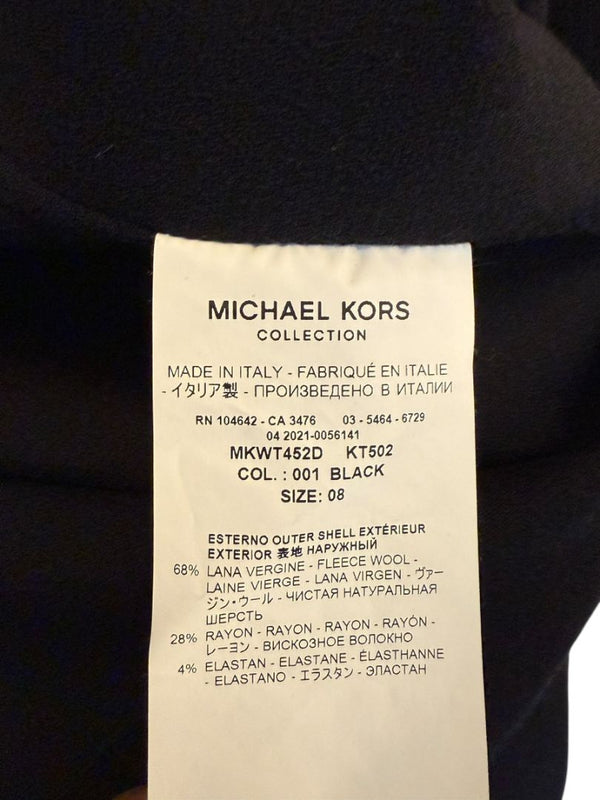 MICHAEL KORS
COLLECTION
MADE IN ITALY - FABRIQUÉ EN ITALIE
- イタリア製 - ПРОИЗВЕДЕНО В ИТАЛИИ
RN 104642 - CA 3476 03 - 5464 - 6729
04 2021-0056141
MKWT452D KT502
COL. : 001 BLACK
SIZE: 08
ESTERNO OUTER SHELL EXTÉRIEUR
EXTERIOR 表地 НАРУЖНЫЙ
68% LANA VERGINE - FLEECE WOOL -
LAINE VIERGE - LANA VIRGEN - ヴァー
ジン・ウール - ЧИСТАЯ НАТУРАЛЬНАЯ
ШЕРСТЬ
28% RAYON - RAYON - RAYON - RAYÓN -
レーヨン - ВИСКОЗНОЕ ВОЛОКНО
4% ELASTAN - ELASTANE - ÉLASTHANNE
- ELASTANO - エラスタン - ЭЛАСТАН